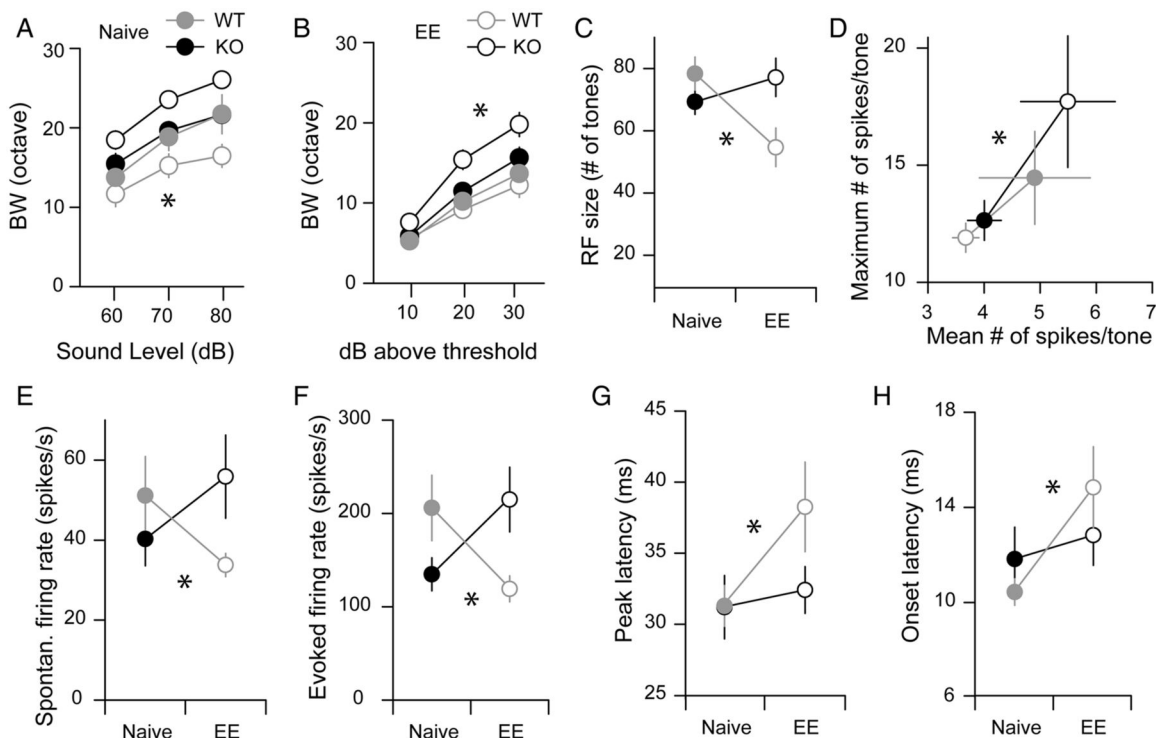 A
Naive
WT
KO
BW (octave)
30
20
10
0
*
60
70
80
Sound Level (dB)
B
EE
WT
KO
BW (octave)
30
20
10
0
*
10
20
30
dB above threshold
C
RF size (# of tones)
80
60
40
20
*
Naive
EE
D
Maximum # of spikes/tone
20
15
10
*
3
4
5
6
7
Mean # of spikes/tone
E
Spontan. firing rate (spikes/s)
60
40
20
0
*
Naive
EE
F
Evoked firing rate (spikes/s)
300
200
100
0
*
Naive
EE
G
Peak latency (ms)
45
40
35
30
25
*
Naive
EE
H
Onset latency (ms)
18
14
10
6
*
Naive
EE